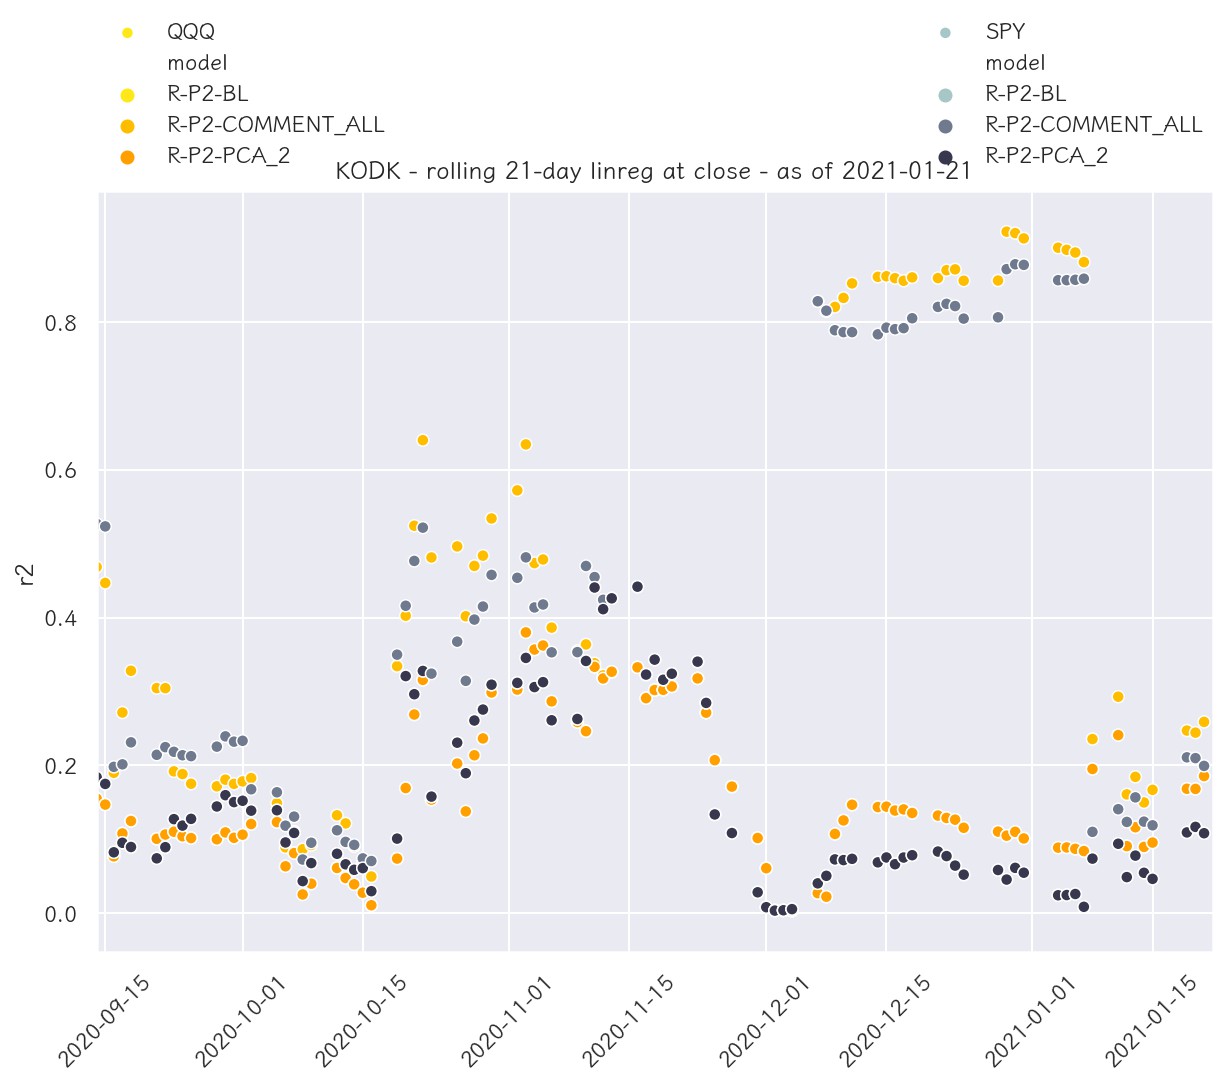 QQQ
model
R-P2-BL
R-P2-COMMENT_ALL
R-P2-PCA_2
SPY
model
R-P2-BL
R-P2-COMMENT_ALL
R-P2-PCA_2
KODK - rolling 21-day linreg at close - as of 2021-01-21
r2
0.8
0.6
0.4
0.2
0.0
2020-09-15
2020-10-01
2020-10-15
2020-11-01
2020-11-15
2020-12-01
2020-12-15
2021-01-01
2021-01-15